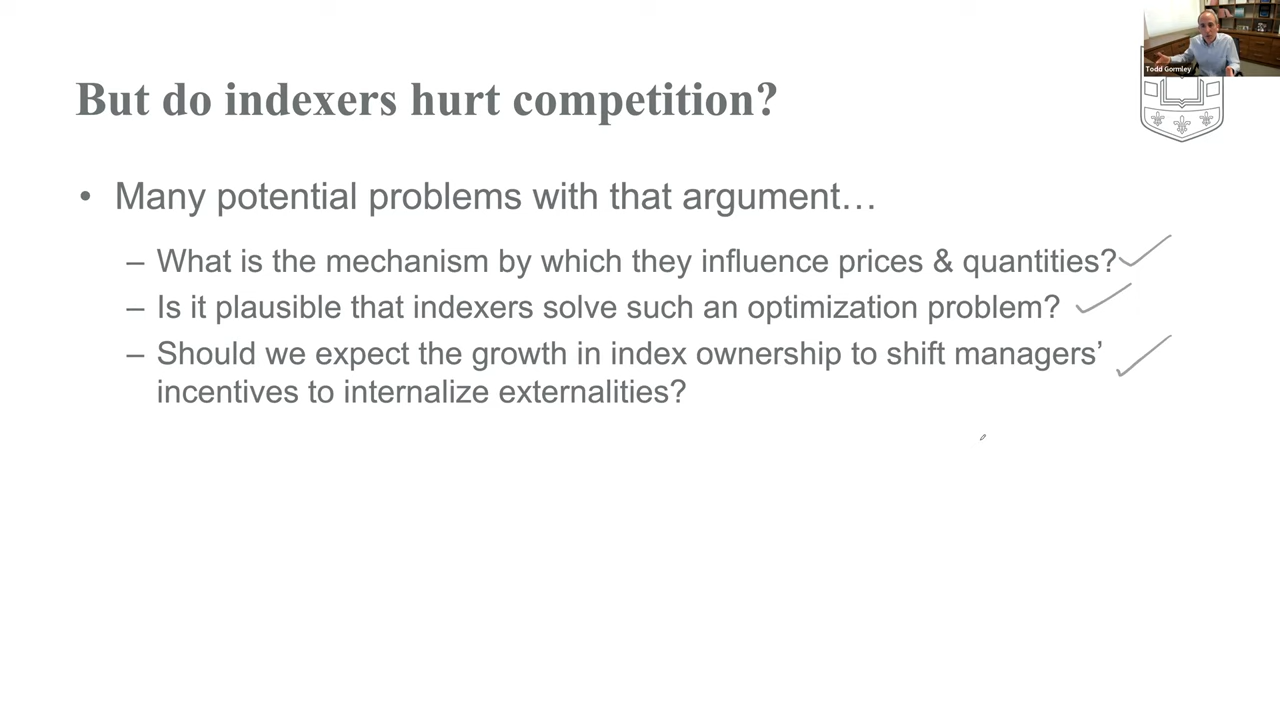 Todd Gormley
But do indexers hurt competition?
• Many potential problems with that argument…
– What is the mechanism by which they influence prices & quantities?
– Is it plausible that indexers solve such an optimization problem?
– Should we expect the growth in index ownership to shift managers’
incentives to internalize externalities?